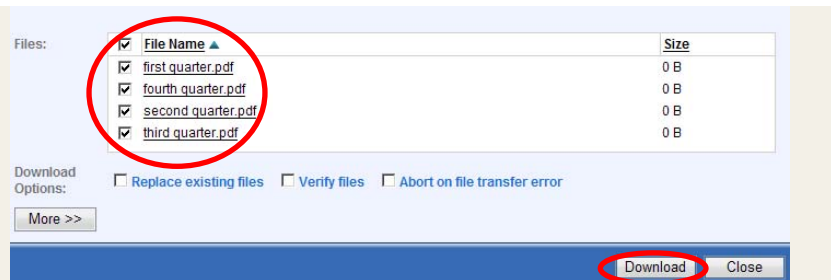 Files: File Name ▲ Size
first quarter.pdf 0 B
fourth quarter.pdf 0 B
second quarter.pdf 0 B
third quarter.pdf 0 B
Download
Options:
Replace existing files Verify files Abort on file transfer error
More >>
Download Close